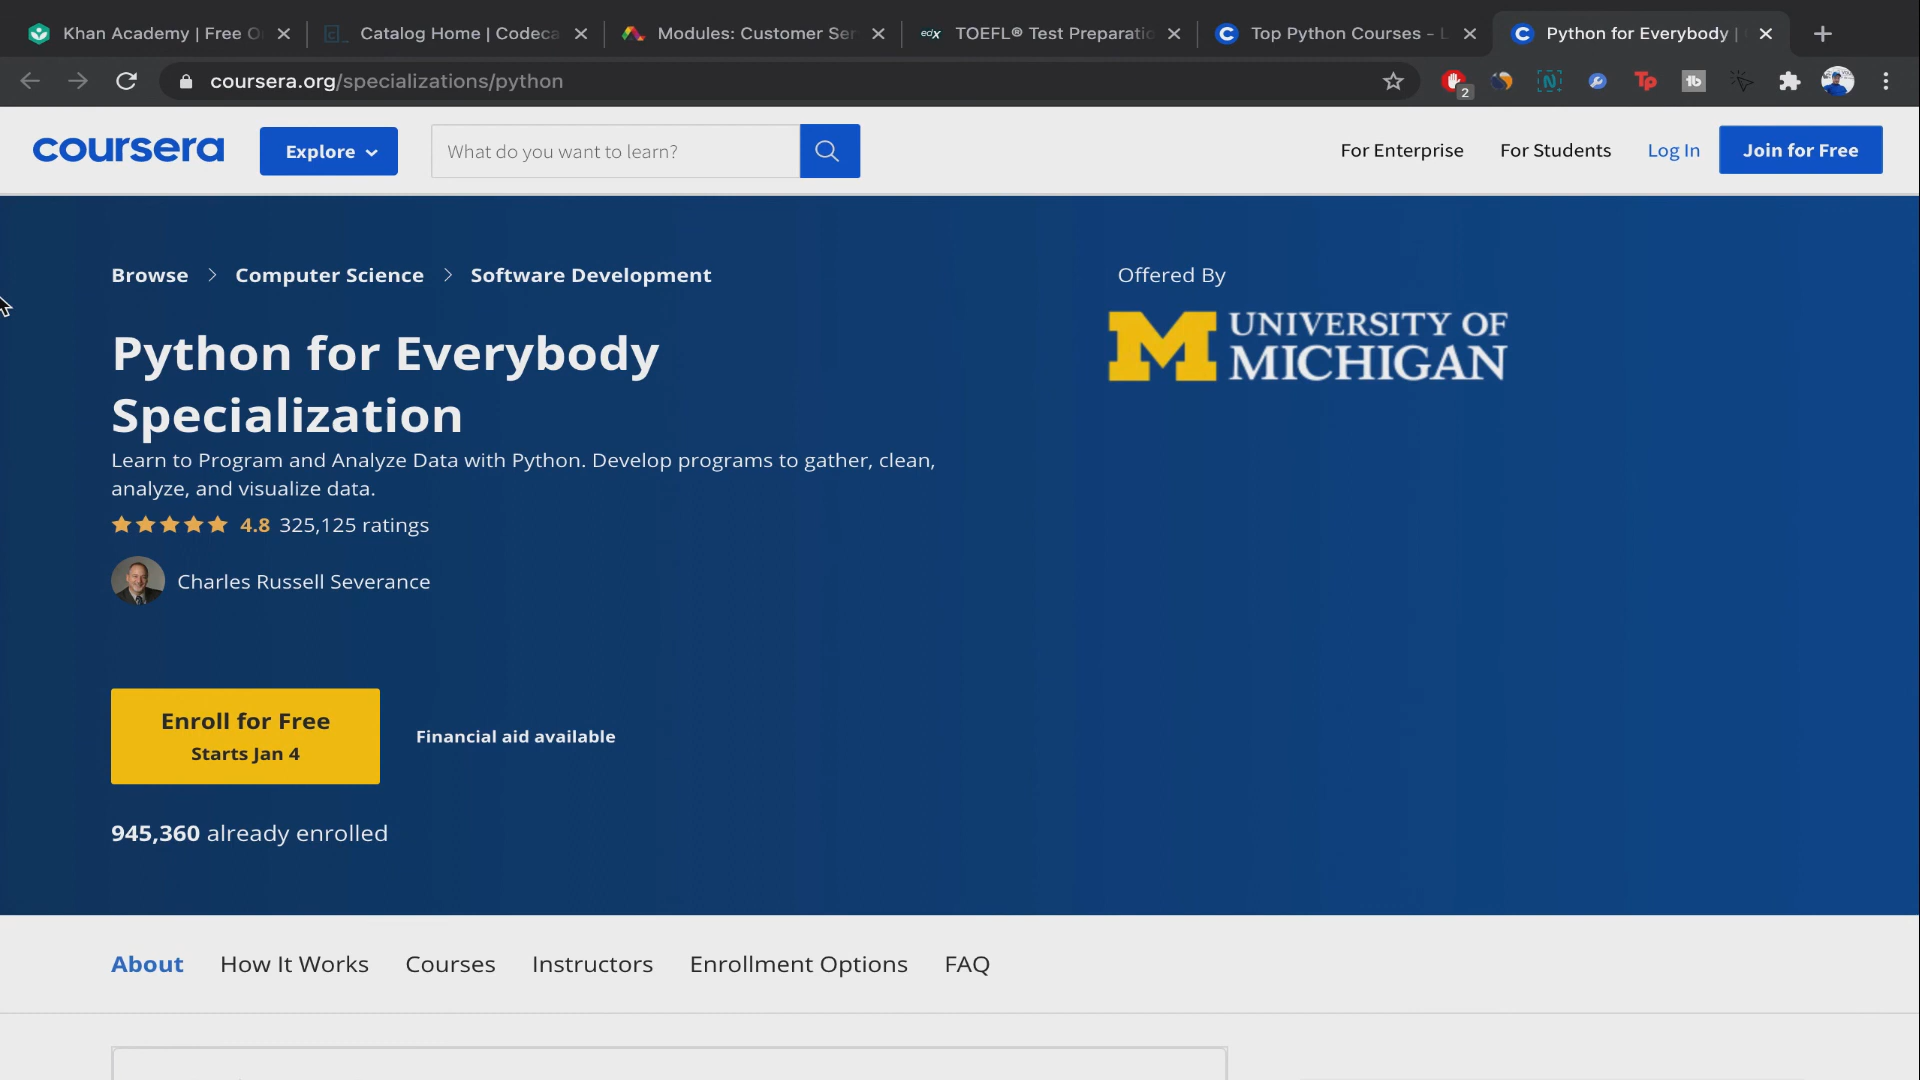 Khan Academy | Free O
Catalog Home | Codeca
Modules: Customer Ser
edX TOEFL® Test Preparatio
Top Python Courses - L
Python for Everybody |
coursera.org/specializations/python
2
N
Tp
tb
coursera
Explore
What do you want to learn?
For Enterprise
For Students
Log In
Join for Free
Browse > Computer Science > Software Development
Offered By
UNIVERSITY OF
MICHIGAN
Python for Everybody
Specialization
Learn to Program and Analyze Data with Python. Develop programs to gather, clean,
analyze, and visualize data.
4.8 325,125 ratings
Charles Russell Severance
Enroll for Free
Starts Jan 4
Financial aid available
945,360 already enrolled
About
How It Works
Courses
Instructors
Enrollment Options
FAQ